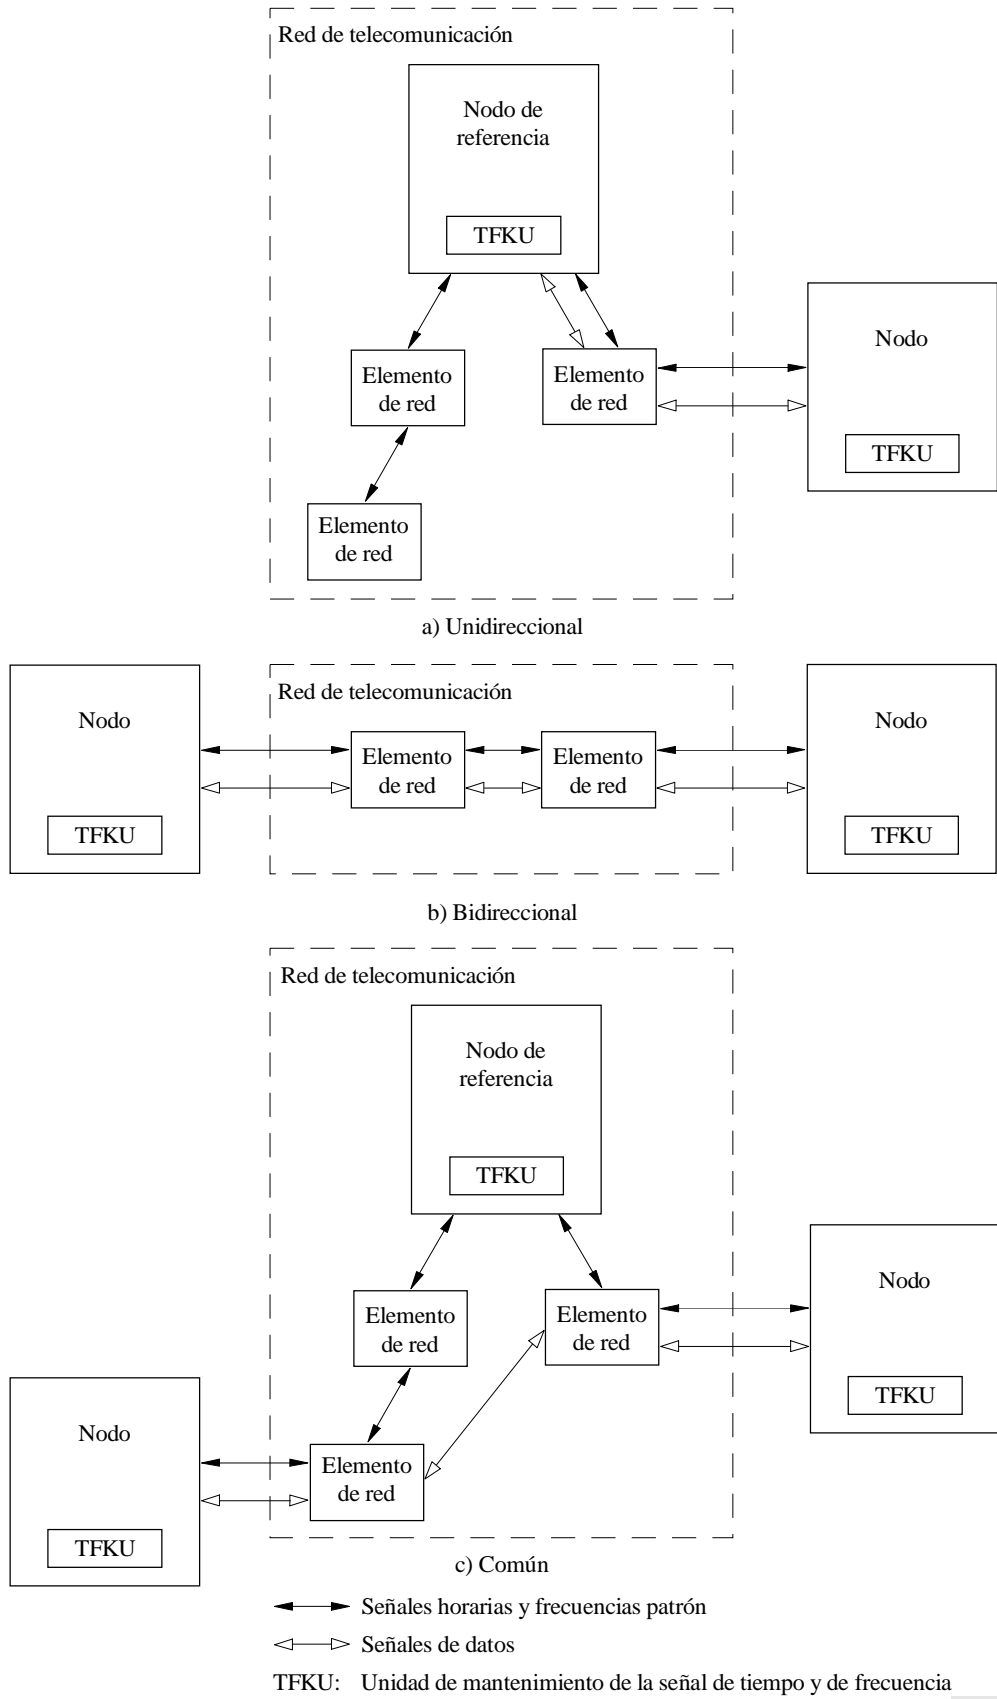 Red de telecomunicación
Nodo de
referencia
TFKU
Elemento
de red
Elemento
de red
Nodo
TFKU
Elemento
de red
a) Unidireccional
Nodo
TFKU
Red de telecomunicación
Elemento
de red
Elemento
de red
Nodo
TFKU
b) Bidireccional
Red de telecomunicación
Nodo de
referencia
TFKU
Elemento
de red
Elemento
de red
Nodo
TFKU
Nodo
TFKU
Elemento
de red
c) Común
Señales horarias y frecuencias patrón
Señales de datos
TFKU: Unidad de mantenimiento de la señal de tiempo y de frecuencia